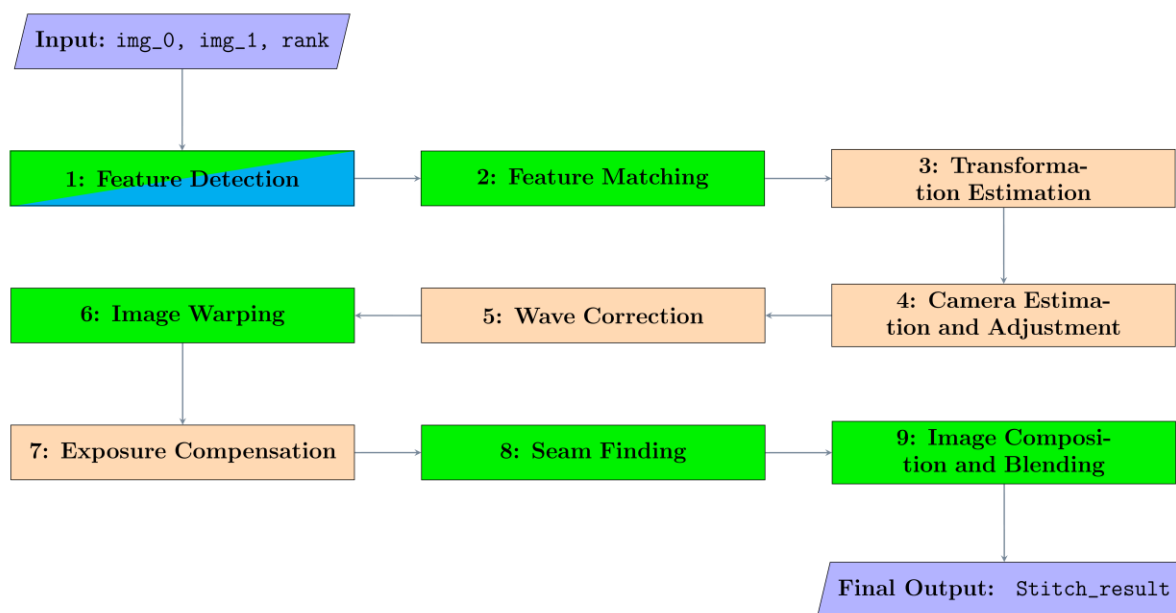 Input: img_0, img_1, rank
1: Feature Detection
2: Feature Matching
3: Transforma-
tion Estimation
4: Camera Estima-
tion and Adjustment
5: Wave Correction
6: Image Warping
7: Exposure Compensation
8: Seam Finding
9: Image Composi-
tion and Blending
Final Output: Stitch_result